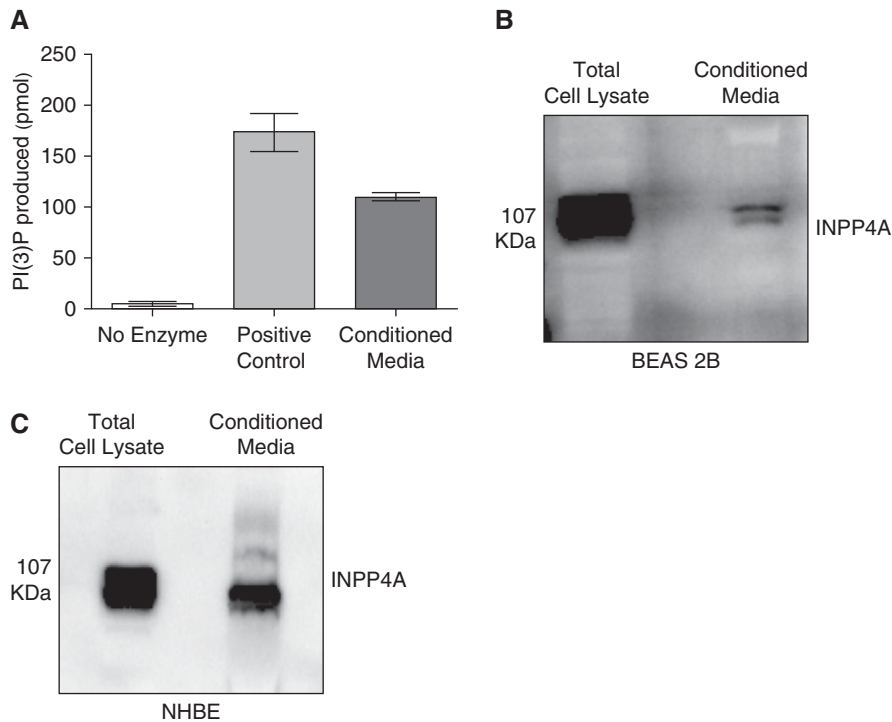 A
PI(3)P produced (pmol)
250
200
150
100
50
0
No Enzyme
Positive
Control
Conditioned
Media
B
Total
Cell Lysate
Conditioned
Media
107
KDa
INPP4A
BEAS 2B
C
Total
Cell Lysate
Conditioned
Media
107
KDa
INPP4A
NHBE